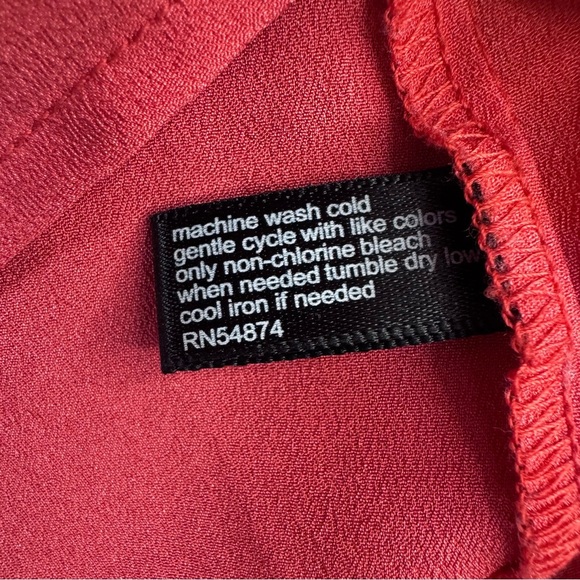 machine wash cold
gentle cycle with like colors
only non-chlorine bleach
when needed tumble dry low
cool iron if needed
RN54874